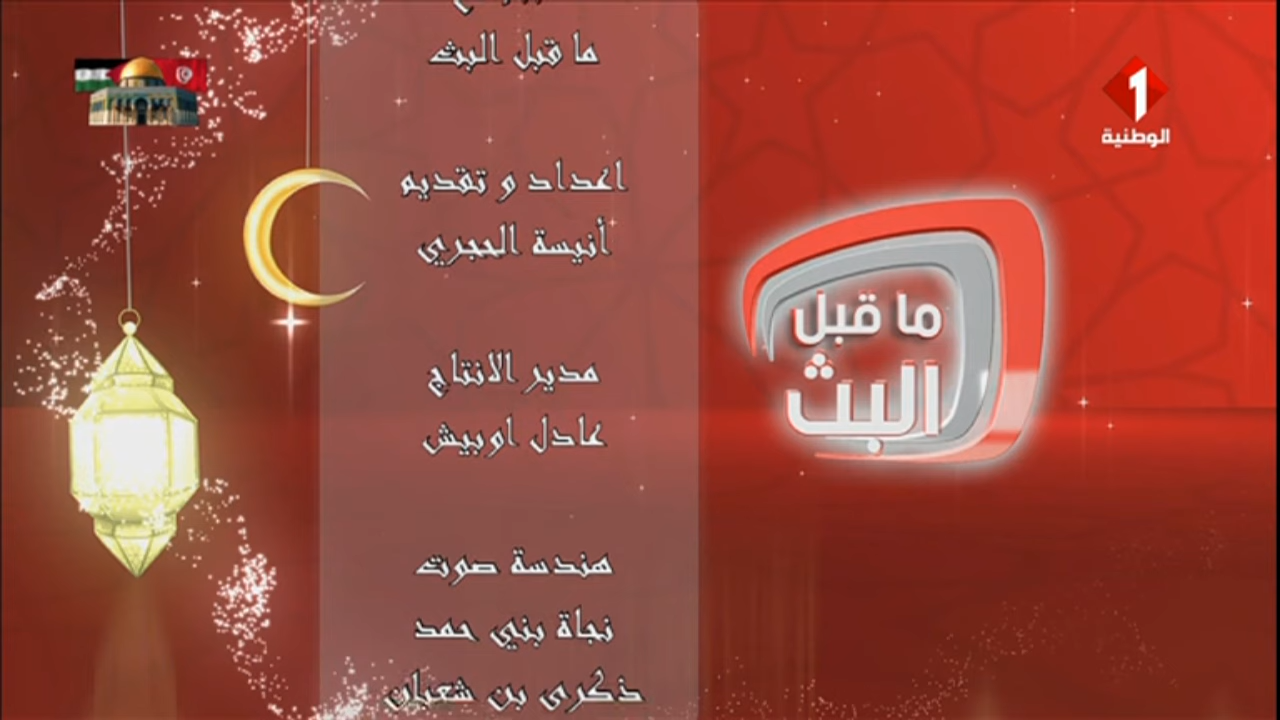 ما قبل البث
اعداد و تقديم
أنيسة الحجري
مدير الانتاج
عادل اوبيش
هندسة صوت
نجاة بني حمد
ذكرى بن شعبان
1
الوطنية
ما قبل
البث